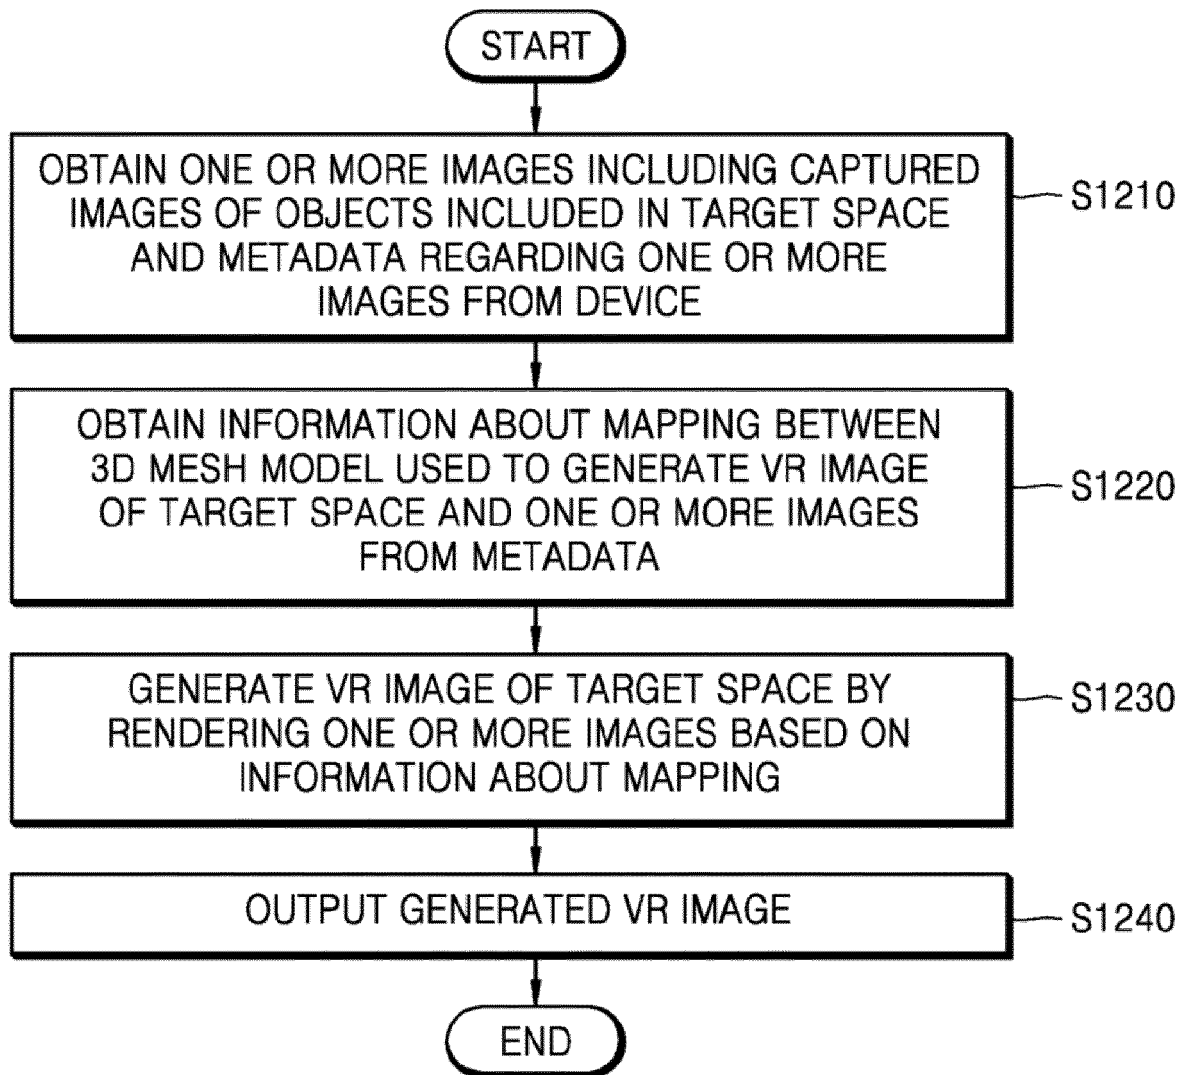 START
OBTAIN ONE OR MORE IMAGES INCLUDING CAPTURED
IMAGES OF OBJECTS INCLUDED IN TARGET SPACE
AND METADATA REGARDING ONE OR MORE
IMAGES FROM DEVICE
S1210
OBTAIN INFORMATION ABOUT MAPPING BETWEEN
3D MESH MODEL USED TO GENERATE VR IMAGE
OF TARGET SPACE AND ONE OR MORE IMAGES
FROM METADATA
S1220
GENERATE VR IMAGE OF TARGET SPACE BY
RENDERING ONE OR MORE IMAGES BASED ON
INFORMATION ABOUT MAPPING
S1230
OUTPUT GENERATED VR IMAGE
S1240
END